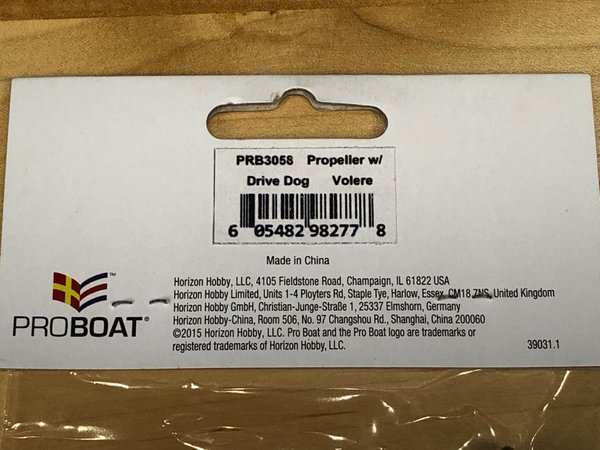 PRB3058 Propeller w/
Drive Dog Volere
6 05482 98277 8
Made in China
Horizon Hobby, LLC, 4105 Fieldstone Road, Champaign, IL 61822 USA
Horizon Hobby Limited, Units 1-4 Ployters Rd, Staple Tye, Harlow, Essex, CM18 7NS, United Kingdom
Horizon Hobby GmbH, Christian-Junge-Straße 1, 25337 Elmshorn, Germany
Horizon Hobby-China, Room 506, No. 97 Changshou Rd., Shanghai, China 200060
©2015 Horizon Hobby, LLC. Pro Boat and the Pro Boat logo are trademarks or
registered trademarks of Horizon Hobby, LLC.
™
PROBOAT®
39031.1